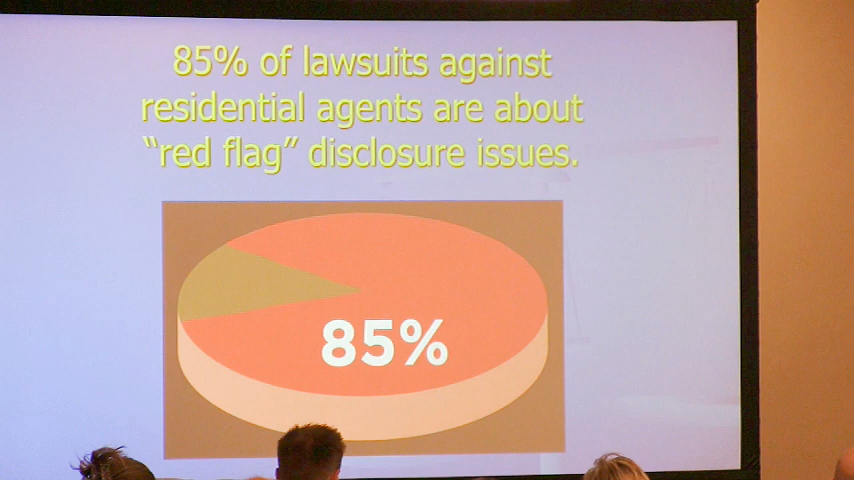 85% of lawsuits against
residential agents are about
“red flag” disclosure issues.
85%